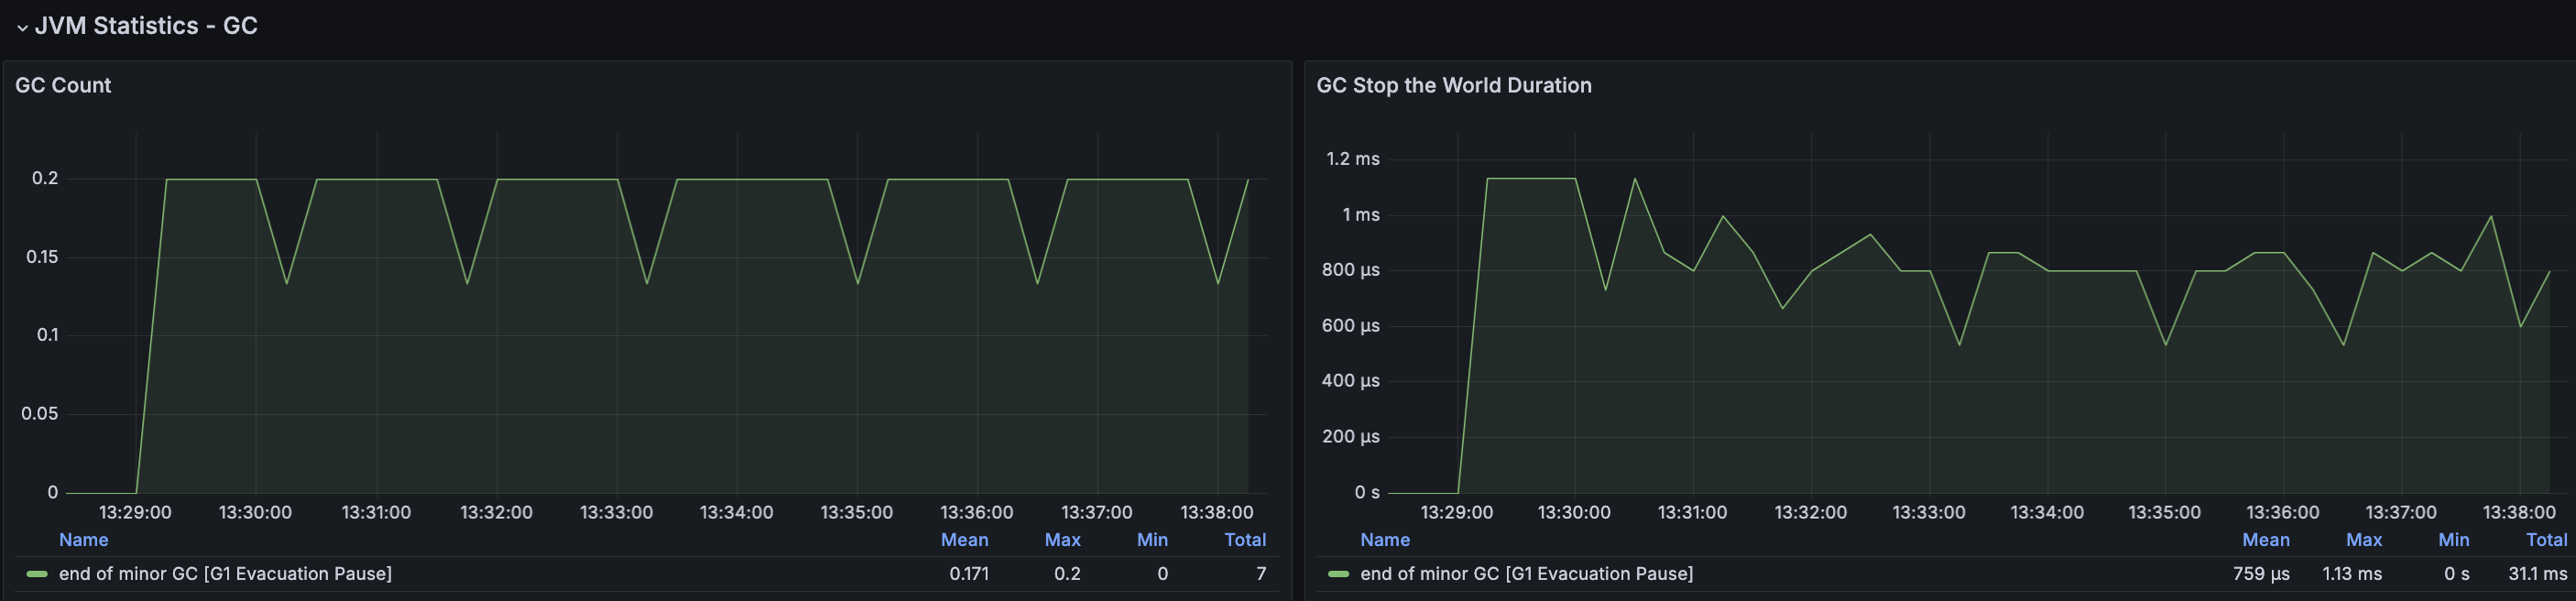 JVM Statistics - GC
GC Count
0.2
0.15
0.1
0.05
0
13:29:00 13:30:00 13:31:00 13:32:00 13:33:00 13:34:00 13:35:00 13:36:00 13:37:00 13:38:00
Name Mean Max Min Total
end of minor GC [G1 Evacuation Pause] 0.171 0.2 0 7
GC Stop the World Duration
1.2 ms
1 ms
800 µs
600 µs
400 µs
200 µs
0 s
13:29:00 13:30:00 13:31:00 13:32:00 13:33:00 13:34:00 13:35:00 13:36:00 13:37:00 13:38:00
Name Mean Max Min Total
end of minor GC [G1 Evacuation Pause] 759 µs 1.13 ms 0 s 31.1 ms